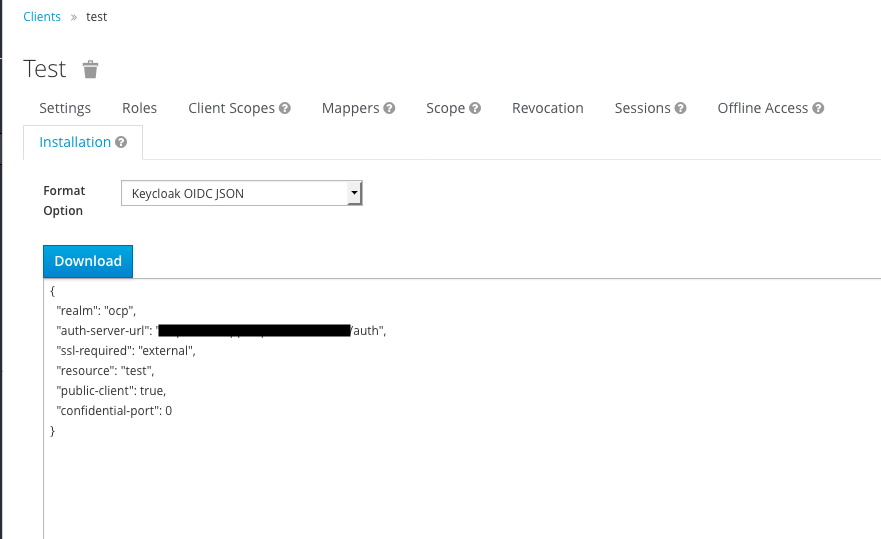 Clients » test
Test
Settings Roles Client Scopes Mappers Scope Revocation Sessions Offline Access
Installation
Format
Option
Keycloak OIDC JSON
Download
{
"realm": "ocp",
"auth-server-url": "/auth",
"ssl-required": "external",
"resource": "test",
"public-client": true,
"confidential-port": 0
}